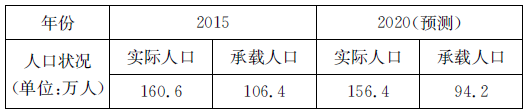 年份 2015 2020(预测)
人口状况(单位:万人) 实际人口 承载人口 实际人口 承载人口
160.6 106.4 156.4 94.2